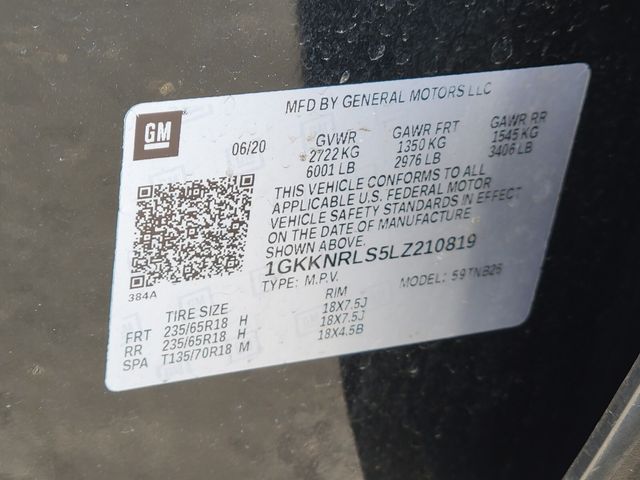 MFD BY GENERAL MOTORS LLC
GM
06/20 GVWR GAWR FRT GAWR RR
2722 KG 1350 KG 1545 KG
6001 LB 2976 LB 3406 LB
THIS VEHICLE CONFORMS TO ALL
APPLICABLE U.S. FEDERAL MOTOR
VEHICLE SAFETY STANDARDS IN EFFECT
ON THE DATE OF MANUFACTURE
SHOWN ABOVE.
1GKKNRLS5LZ210819
TYPE: M.P.V. MODEL: 59TNB26
384A
TIRE SIZE RIM
FRT 235/65R18 H 18X7.5J
RR 235/65R18 H 18X7.5J
SPA T135/70R18 M 18X4.5B